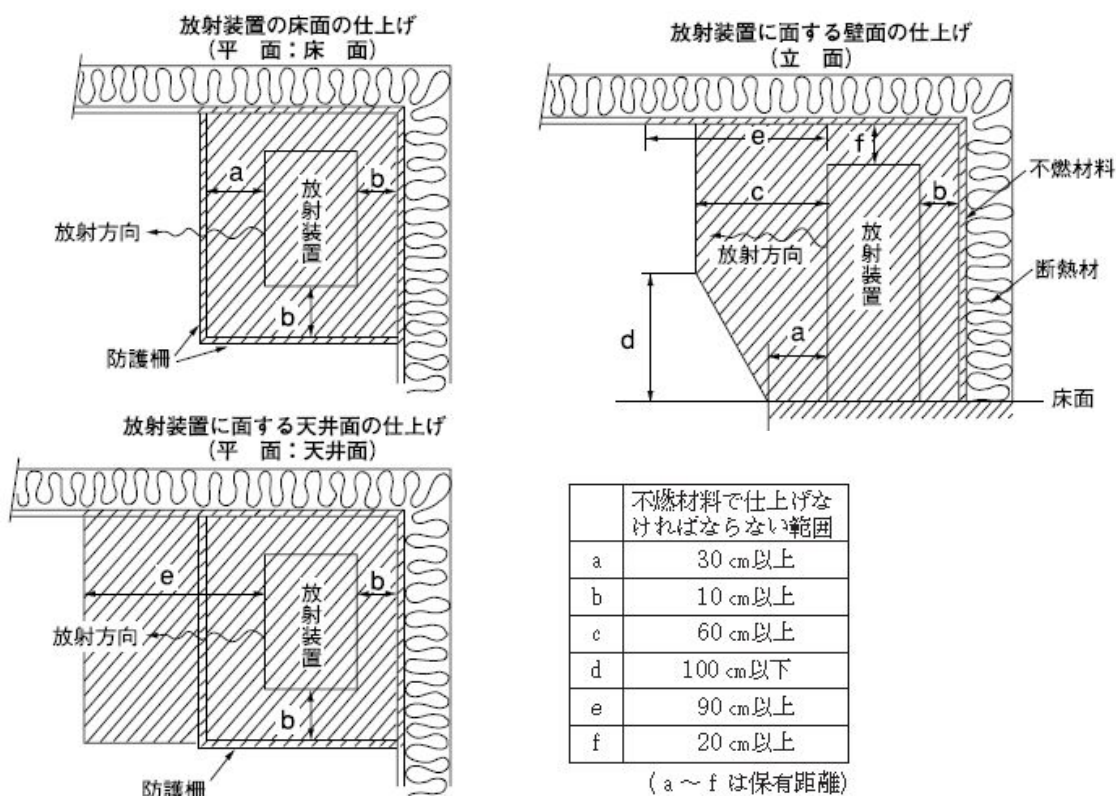 放射装置の床面の仕上げ
(平 面：床 面)
a
b
放射装置
放射方向
b
防護柵
放射装置に面する壁面の仕上げ
(立 面)
e
f
c
b
不燃材料
放射方向
放射装置
断熱材
d
a
床面
放射装置に面する天井面の仕上げ
(平 面：天井面)
e
b
放射装置
放射方向
b
防護柵
不燃材料で仕上げな
ければならない範囲
a 30 ㎝以上
b 10 ㎝以上
c 60 ㎝以上
d 100 ㎝以下
e 90 ㎝以上
f 20 ㎝以上
(a～f は保有距離)